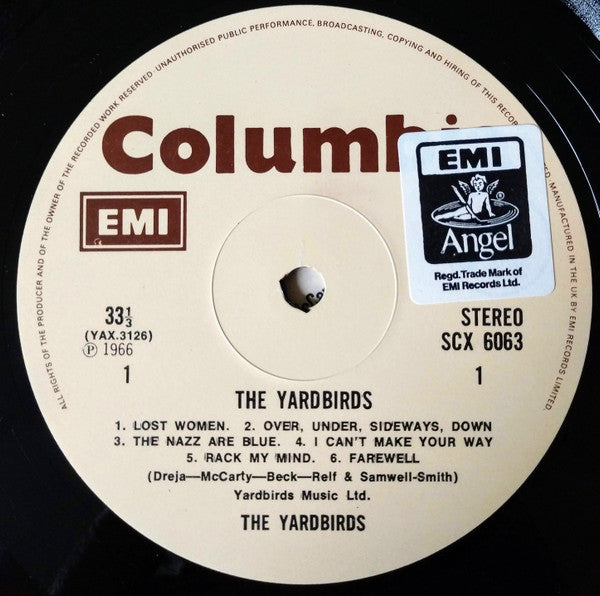 ALL RIGHTS OF THE PRODUCER AND OF THE OWNER OF THE RECORDED WORK RESERVED. UNAUTHORISED PUBLIC PERFORMANCE, BROADCASTING, COPYING AND HIRING OF THIS RECORD
MANUFACTURED IN THE UK BY EMI RECORDS LIMITED.
Columbi
EMI
EMI
Angel
Regd.Trade Mark of
EMI Records Ltd.
33⅓
(YAX.3126)
Ⓟ 1966
1
STEREO
SCX 6063
1
THE YARDBIRDS
1. LOST WOMEN. 2. OVER, UNDER, SIDEWAYS, DOWN
3. THE NAZZ ARE BLUE. 4. I CAN'T MAKE YOUR WAY
5. RACK MY MIND. 6. FAREWELL
(Dreja—McCarty—Beck—Relf & Samwell-Smith)
Yardbirds Music Ltd.
THE YARDBIRDS